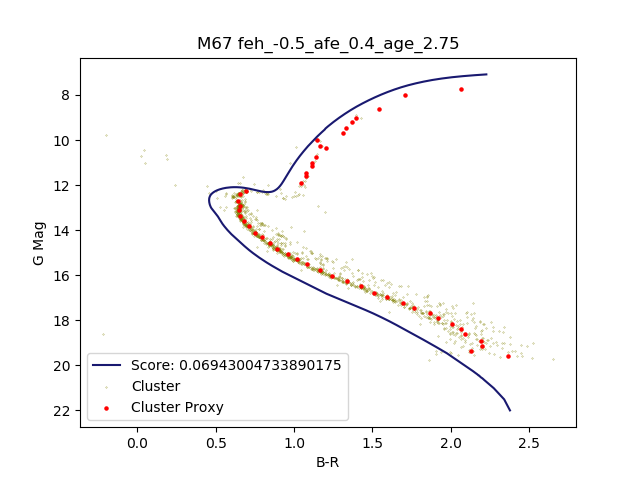 M67 feh_-0.5_afe_0.4_age_2.75
G Mag
8
10
12
14
16
18
20
22
Score: 0.06943004733890175
Cluster
Cluster Proxy
0.0 0.5 1.0 1.5 2.0 2.5
B-R